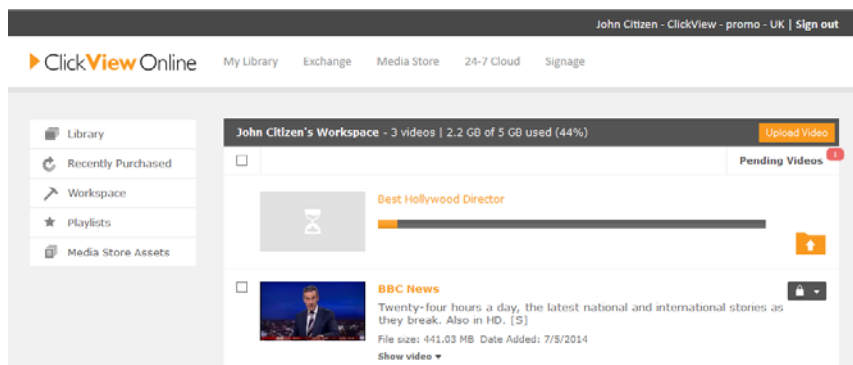 John Citizen - ClickView - promo - UK | Sign out
ClickView Online
My Library Exchange Media Store 24-7 Cloud Signage
Library
Recently Purchased
Workspace
Playlists
Media Store Assets
John Citizen's Workspace - 3 videos | 2.2 GB of 5 GB used (44%)
Upload Video
Pending Videos 1
Best Hollywood Director
BBC News
Twenty-four hours a day, the latest national and international stories as
they break. Also in HD. [S]
File size: 441.03 MB Date Added: 7/5/2014
Show video